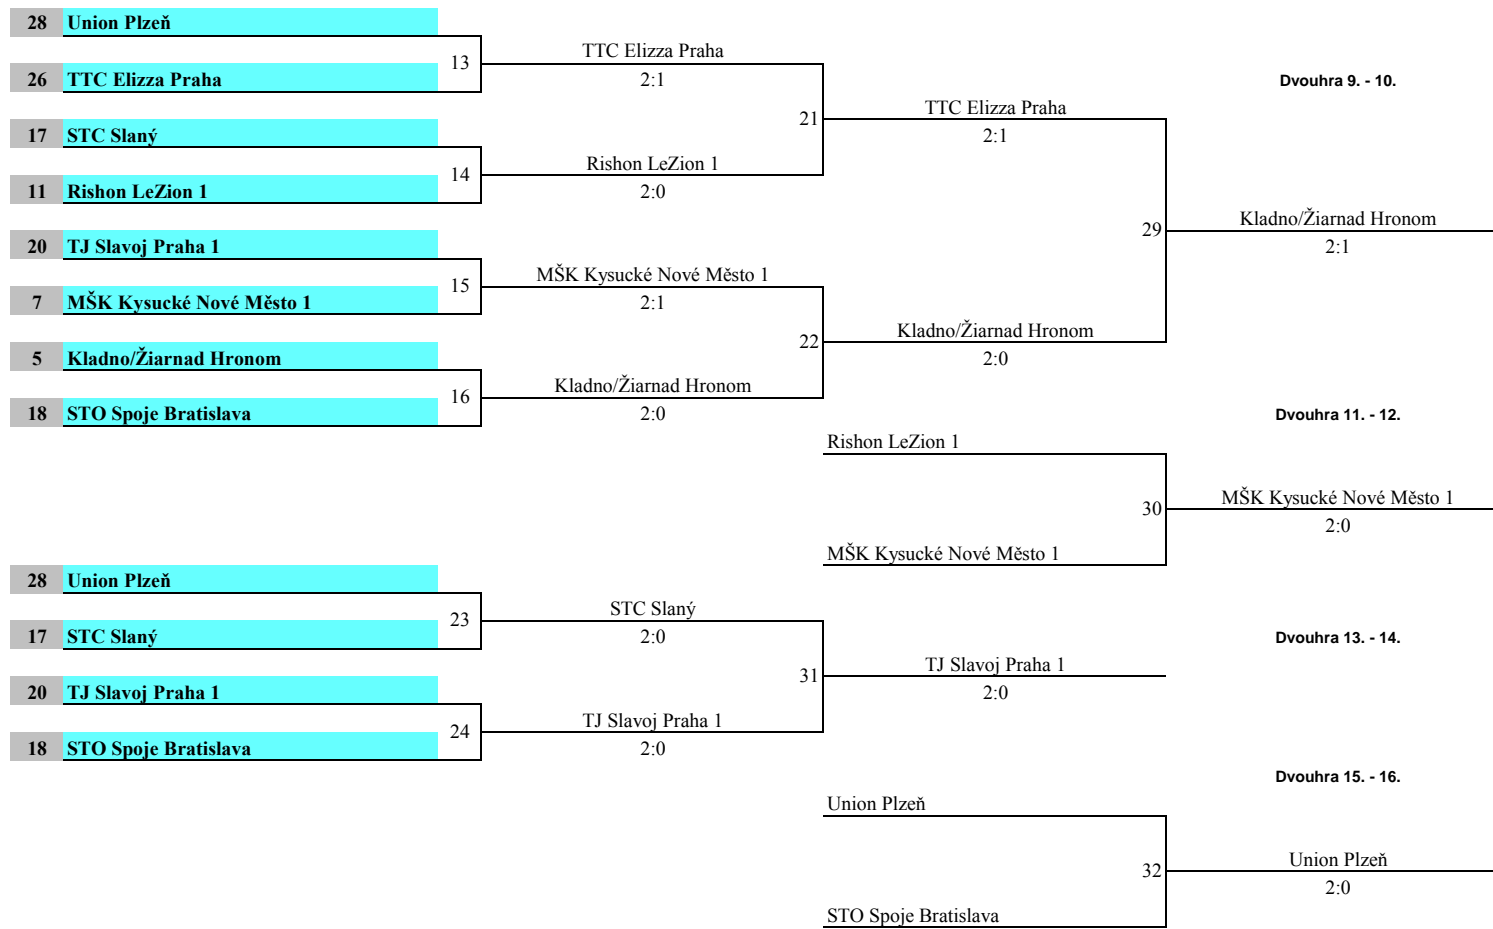 28 Union Plzeň
13 TTC Elizza Praha
26 TTC Elizza Praha 2:1 Dvouhra 9. - 10.
21 TTC Elizza Praha
17 STC Slaný 2:1
14 Rishon LeZion 1
11 Rishon LeZion 1 2:0
29 Kladno/Žiarnad Hronom
20 TJ Slavoj Praha 1 2:1
15 MŠK Kysucké Nové Město 1
7 MŠK Kysucké Nové Město 1 2:1
22 Kladno/Žiarnad Hronom
5 Kladno/Žiarnad Hronom 2:0
16 Kladno/Žiarnad Hronom
18 STO Spoje Bratislava 2:0 Dvouhra 11. - 12.
Rishon LeZion 1
30 MŠK Kysucké Nové Město 1
2:0
MŠK Kysucké Nové Město 1
28 Union Plzeň
23 STC Slaný
17 STC Slaný 2:0 Dvouhra 13. - 14.
31 TJ Slavoj Praha 1
20 TJ Slavoj Praha 1 2:0
24 TJ Slavoj Praha 1
18 STO Spoje Bratislava 2:0
Dvouhra 15. - 16.
Union Plzeň
32 Union Plzeň
2:0
STO Spoje Bratislava